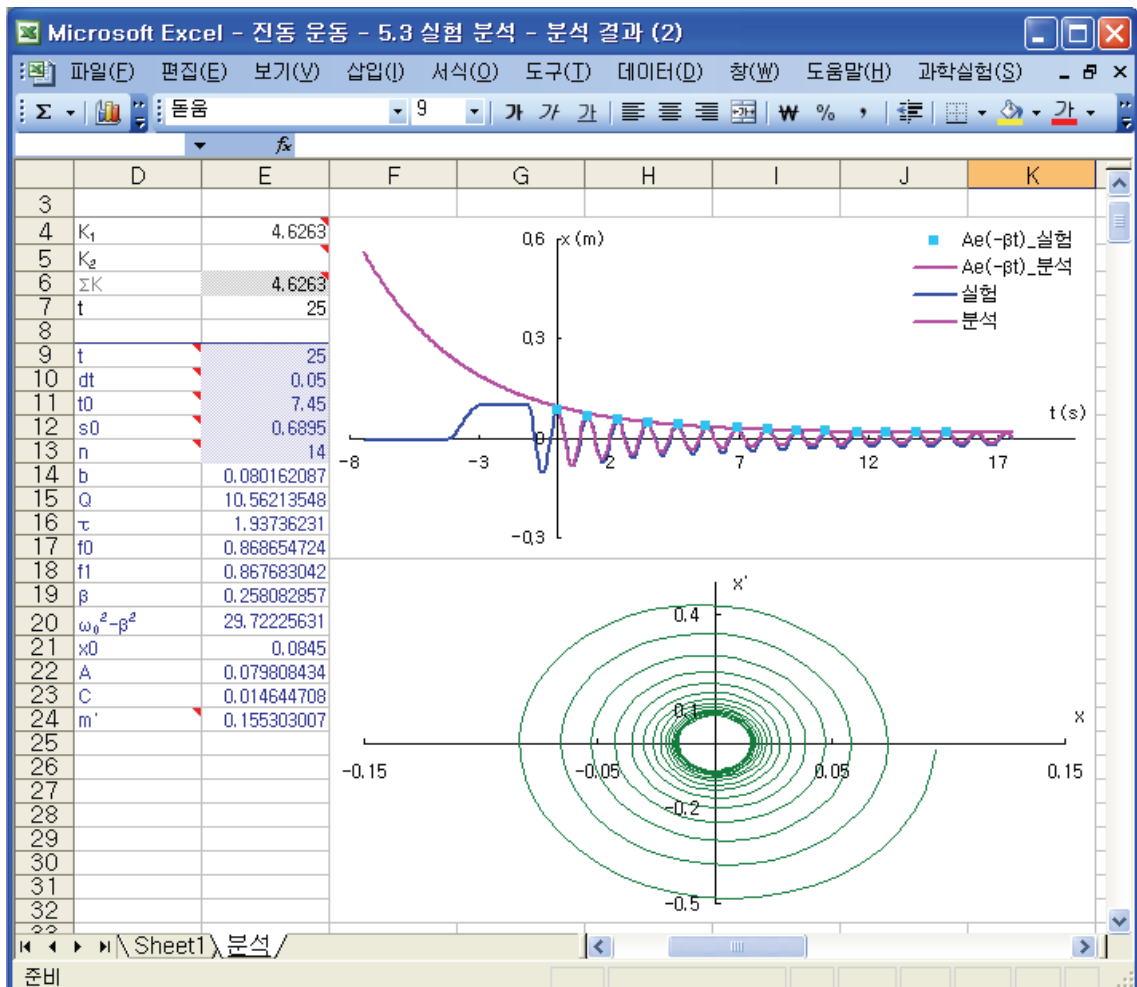 Microsoft Excel - 진동 운동 - 5.3 실험 분석 - 분석 결과 (2)
파일(F) 편집(E) 보기(V) 삽입(I) 서식(O) 도구(T) 데이터(D) 창(W) 도움말(H) 과학실험(S)
Σ 돋움 9 가 가 가 ₩ % , 가
fx
D E F G H I J K
3
4 K₁ 4.6263
5 K₂
6 ΣK 4.6263
7 t 25
8
9 t 25
10 dt 0.05
11 t0 7.45
12 s0 0.6895
13 n 14
14 b 0.080162087
15 Q 10.56213548
16 τ 1.93736231
17 f0 0.868654724
18 f1 0.867683042
19 β 0.258082857
20 ω₀²-β² 29.72225631
21 x0 0.0845
22 A 0.079808434
23 C 0.014644708
24 m' 0.155303007
25
26
27
28
29
30
31
32
33
0.6 x (m)
Ae(-βt)_실험
Ae(-βt)_분석
실험
분석
0.3
t (s)
0
-8 -3 2 7 12 17
-0.3
x'
0.4
0.1
x
-0.15 -0.05 0.05 0.15
-0.2
-0.5
Sheet1 분석
준비